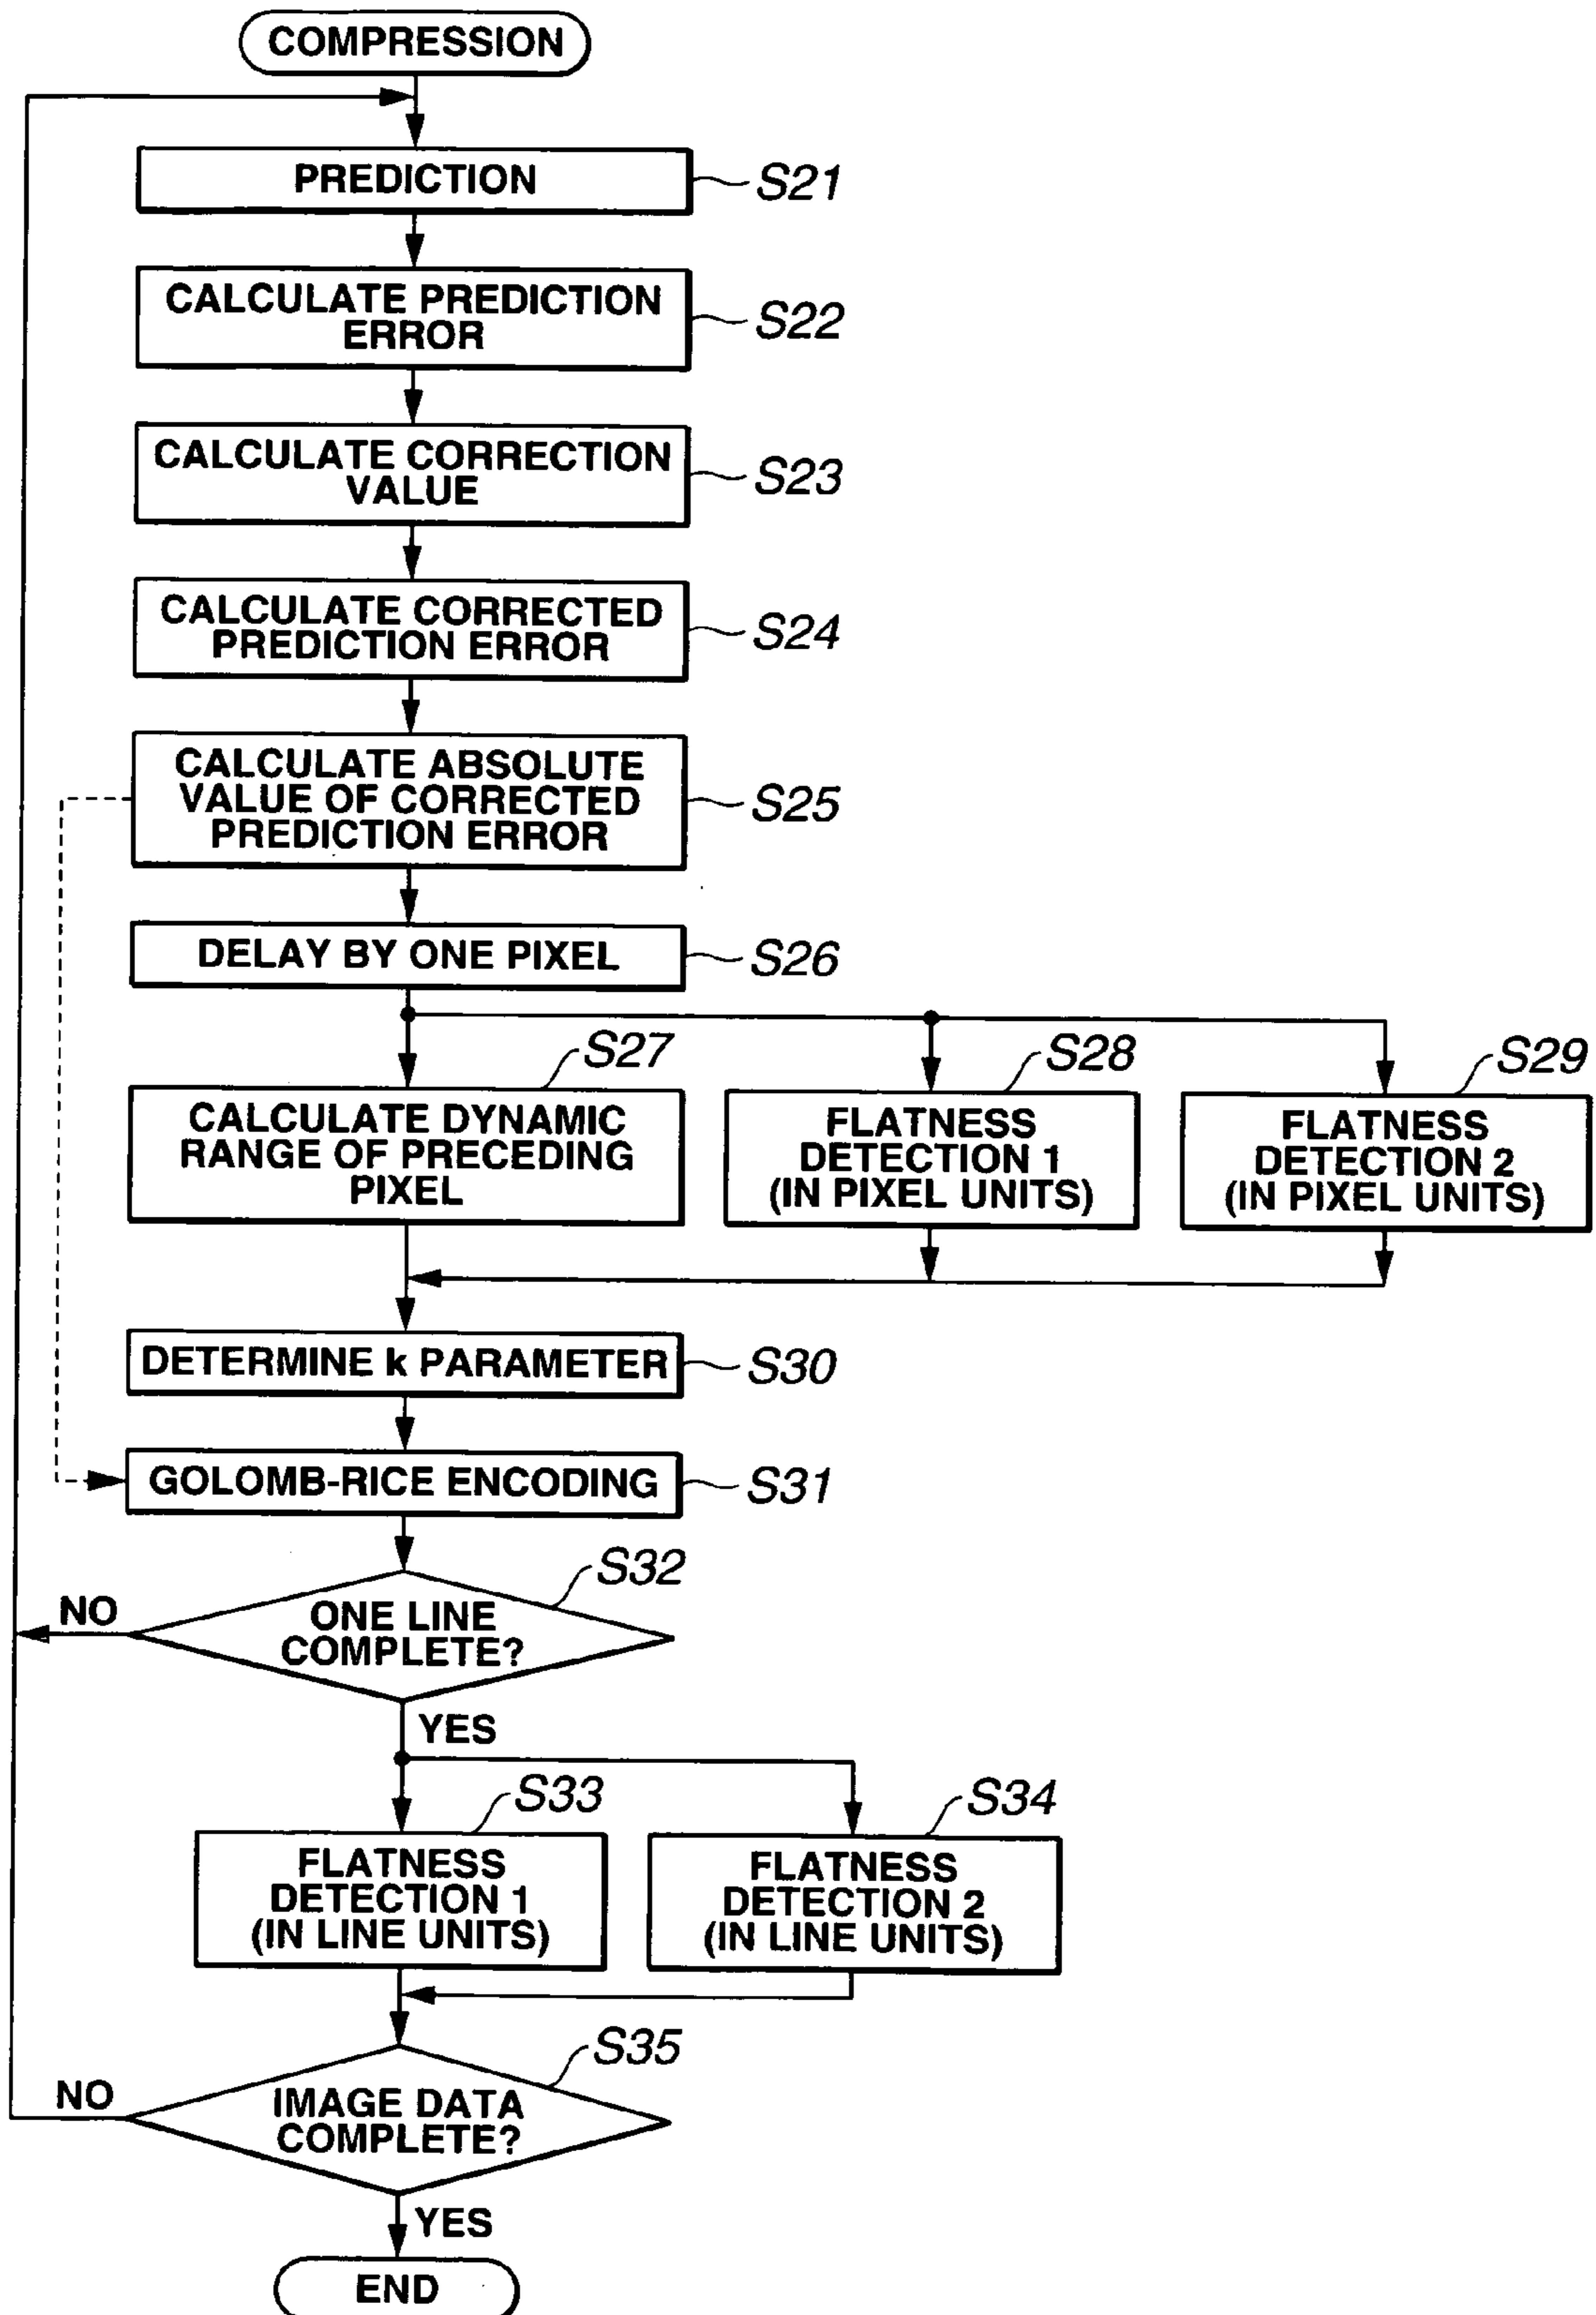 COMPRESSION
PREDICTION
S21
CALCULATE PREDICTION
ERROR
S22
CALCULATE CORRECTION
VALUE
S23
CALCULATE CORRECTED
PREDICTION ERROR
S24
CALCULATE ABSOLUTE
VALUE OF CORRECTED
PREDICTION ERROR
S25
DELAY BY ONE PIXEL
S26
S27
CALCULATE DYNAMIC
RANGE OF PRECEDING
PIXEL
S28
FLATNESS
DETECTION 1
(IN PIXEL UNITS)
S29
FLATNESS
DETECTION 2
(IN PIXEL UNITS)
DETERMINE k PARAMETER
S30
GOLOMB-RICE ENCODING
S31
S32
NO
ONE LINE
COMPLETE?
YES
S33
FLATNESS
DETECTION 1
(IN LINE UNITS)
S34
FLATNESS
DETECTION 2
(IN LINE UNITS)
S35
NO
IMAGE DATA
COMPLETE?
YES
END